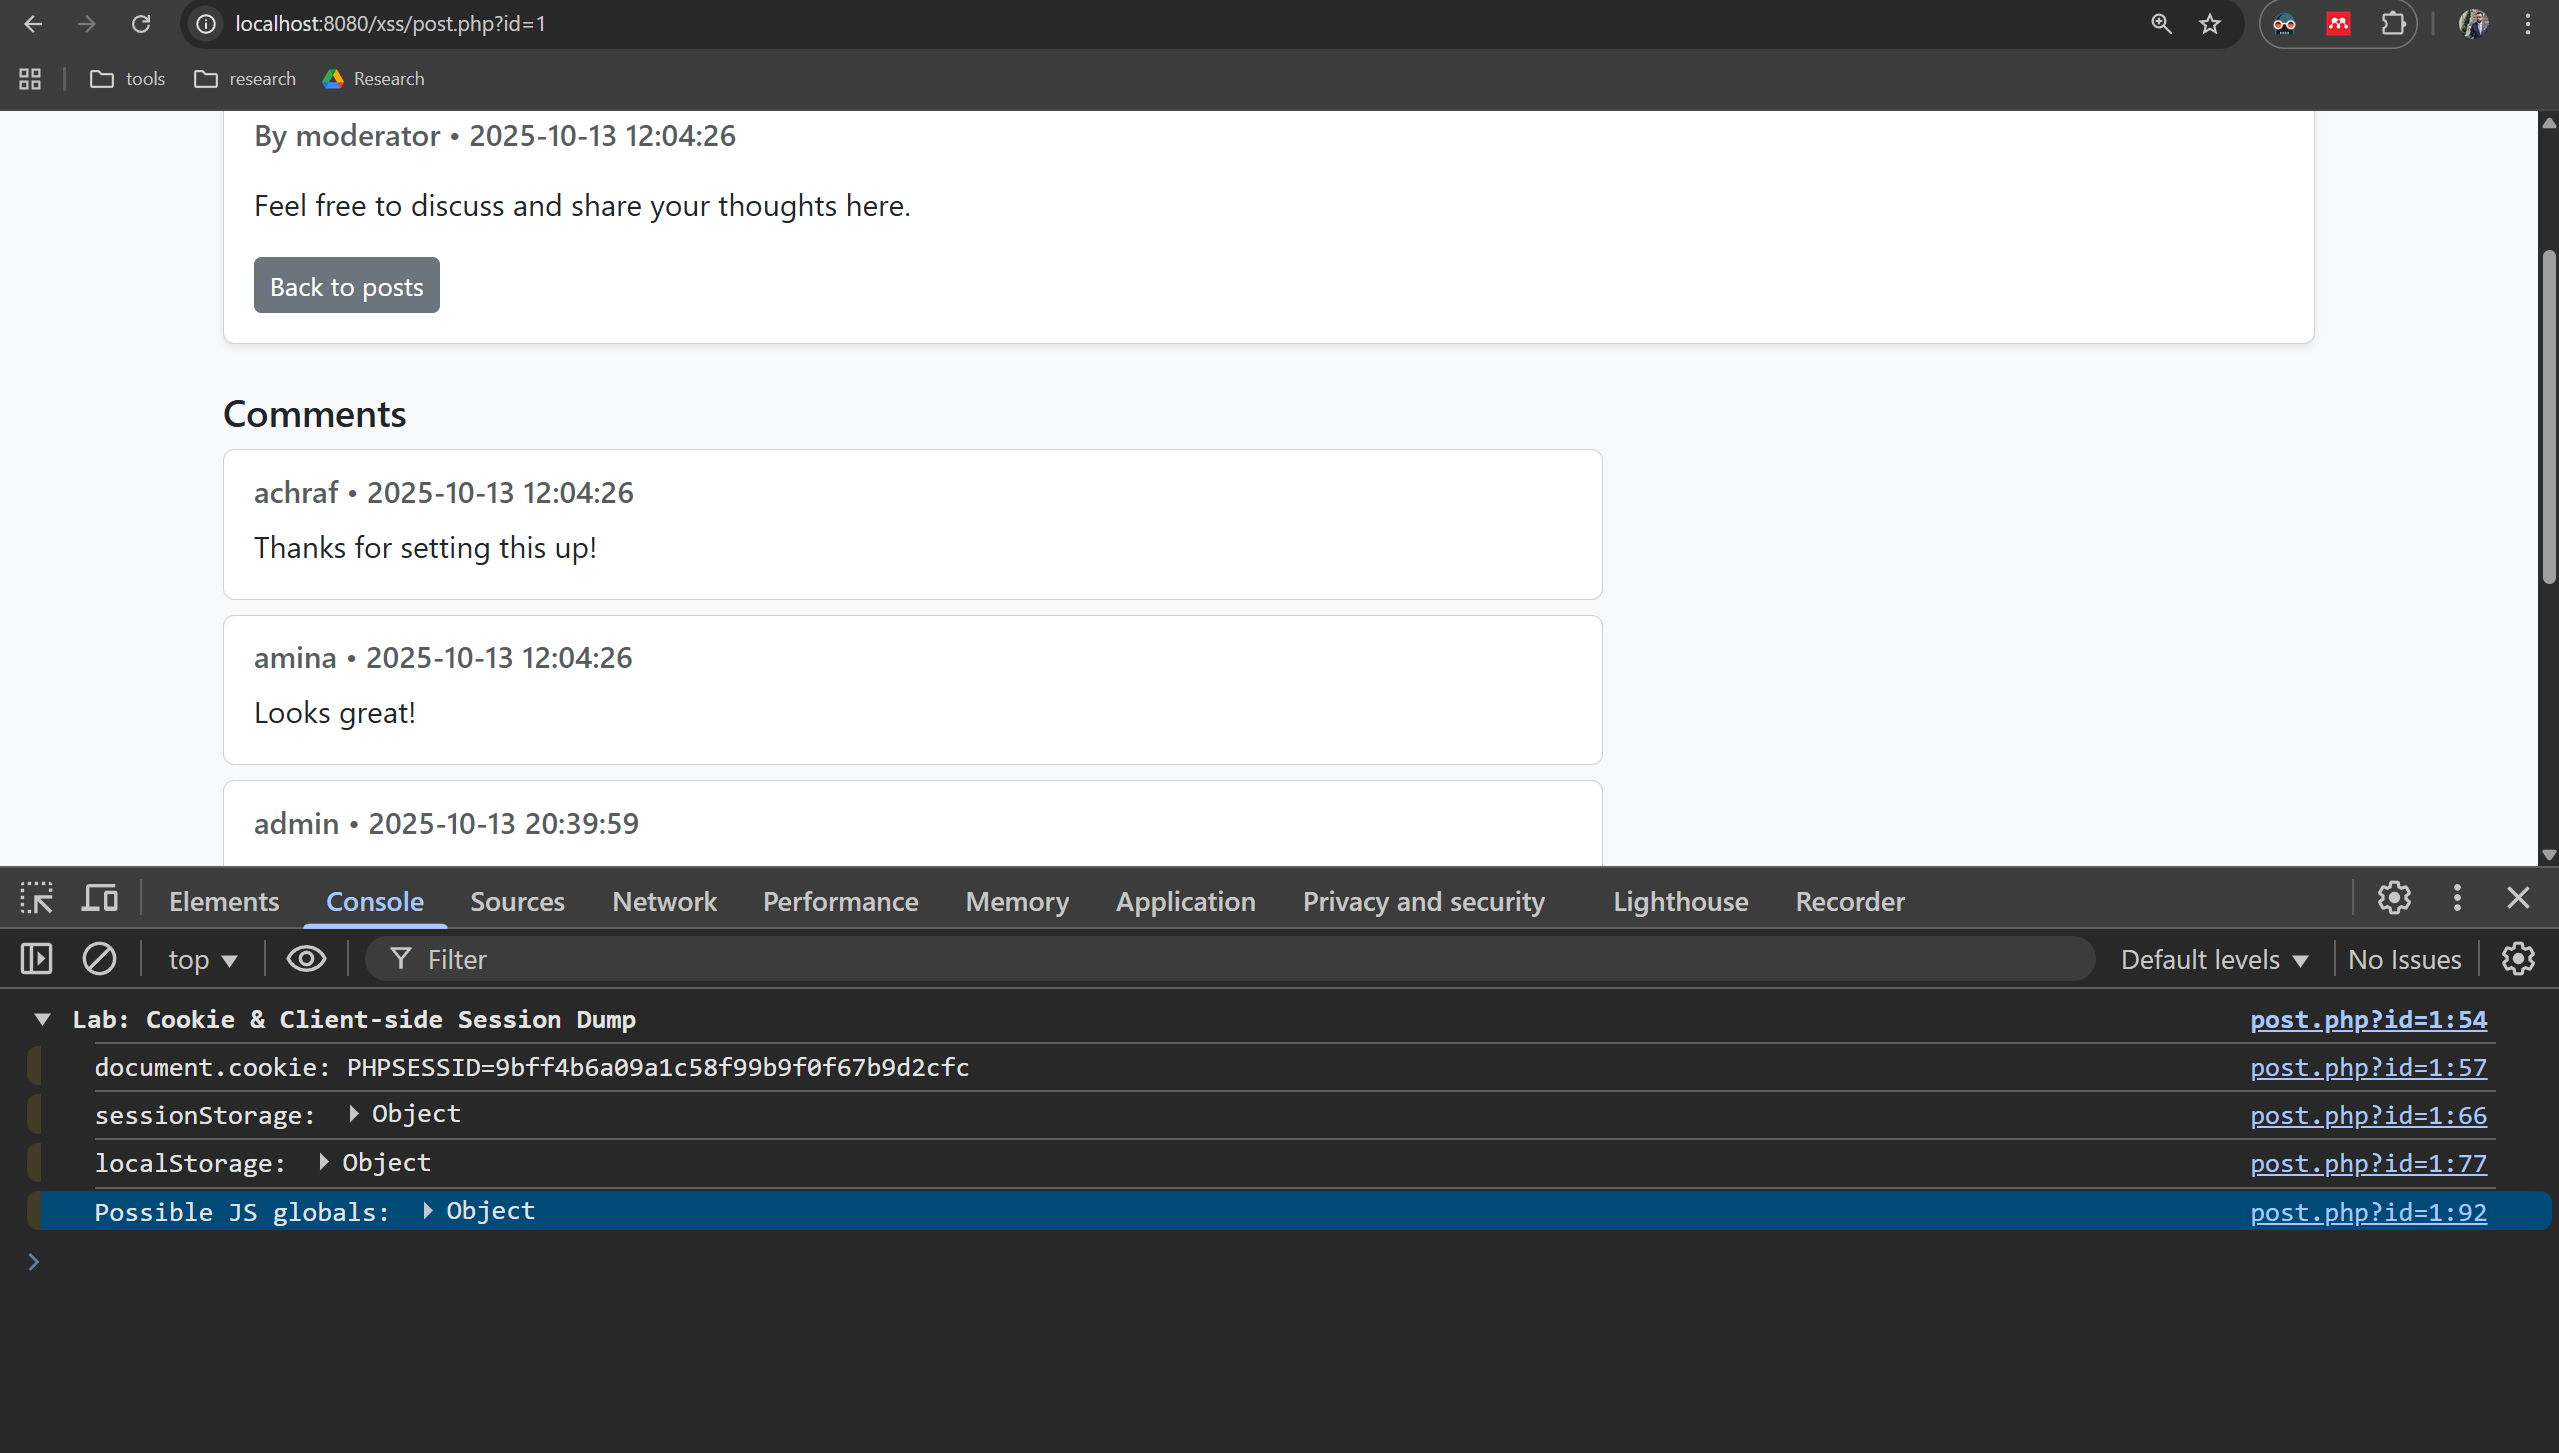 localhost:8080/xss/post.php?id=1
tools research Research
By moderator • 2025-10-13 12:04:26
Feel free to discuss and share your thoughts here.
Back to posts
Comments
achraf • 2025-10-13 12:04:26
Thanks for setting this up!
amina • 2025-10-13 12:04:26
Looks great!
admin • 2025-10-13 20:39:59
Elements Console Sources Network Performance Memory Application Privacy and security Lighthouse Recorder
top Filter Default levels No Issues
Lab: Cookie & Client-side Session Dump post.php?id=1:54
document.cookie: PHPSESSID=9bff4b6a09a1c58f99b9f0f67b9d2cfc post.php?id=1:57
sessionStorage: Object post.php?id=1:66
localStorage: Object post.php?id=1:77
Possible JS globals: Object post.php?id=1:92